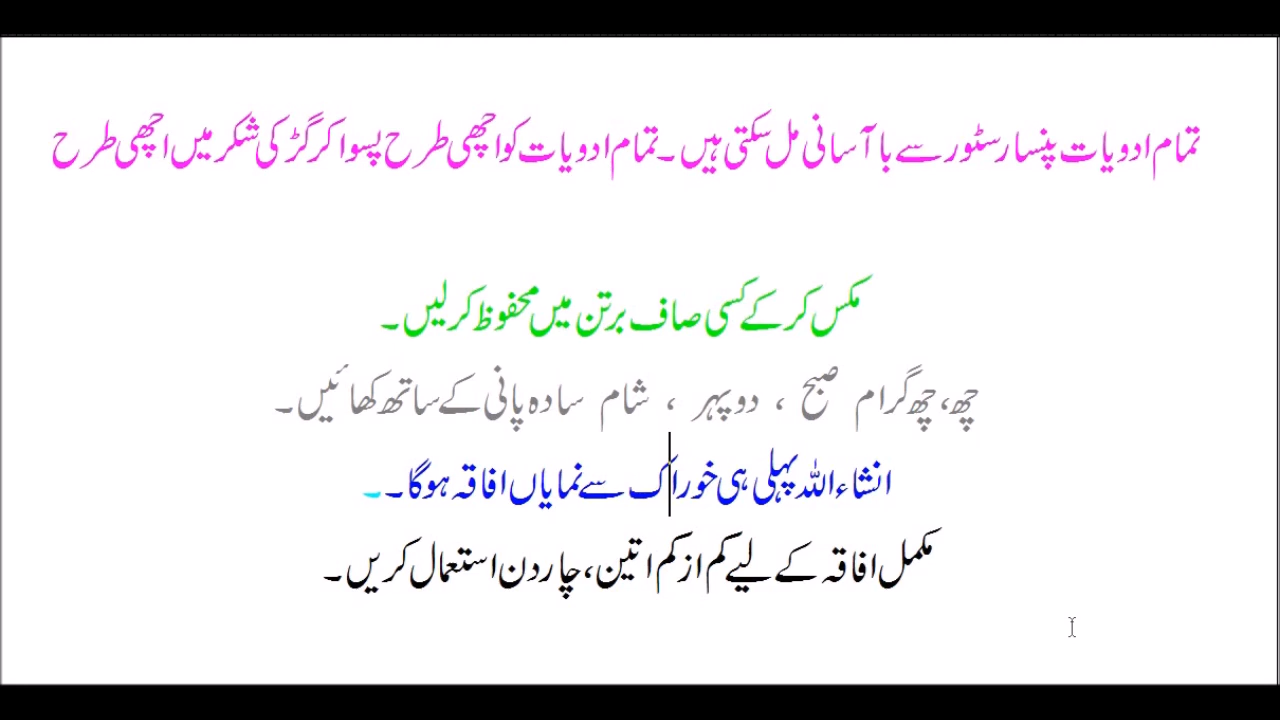 تمام ادویات پنسار سٹور سے باآسانی مل سکتی ہیں۔ تمام ادویات کو اچھی طرح پسوا کر گڑ کی شکر میں اچھی طرح
مکس کر کے کسی صاف برتن میں محفوظ کر لیں۔
چھ، چھ گرام صبح ، دوپہر ، شام سادہ پانی کے ساتھ کھائیں۔
انشاء اللہ پہلی ہی خوراک سے نمایاں افاقہ ہوگا۔۔
مکمل افاقہ کے لیے کم از کم اتین، چار دن استعمال کریں۔